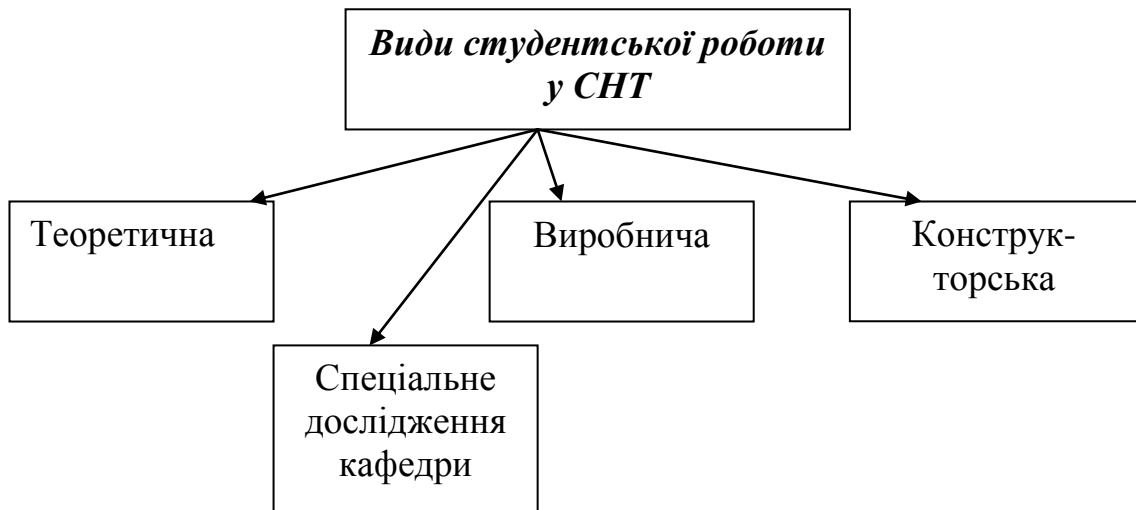 Види студентської роботи
у СНТ
Теоретична
Виробнича
Конструк-
торська
Спеціальне
дослідження
кафедри